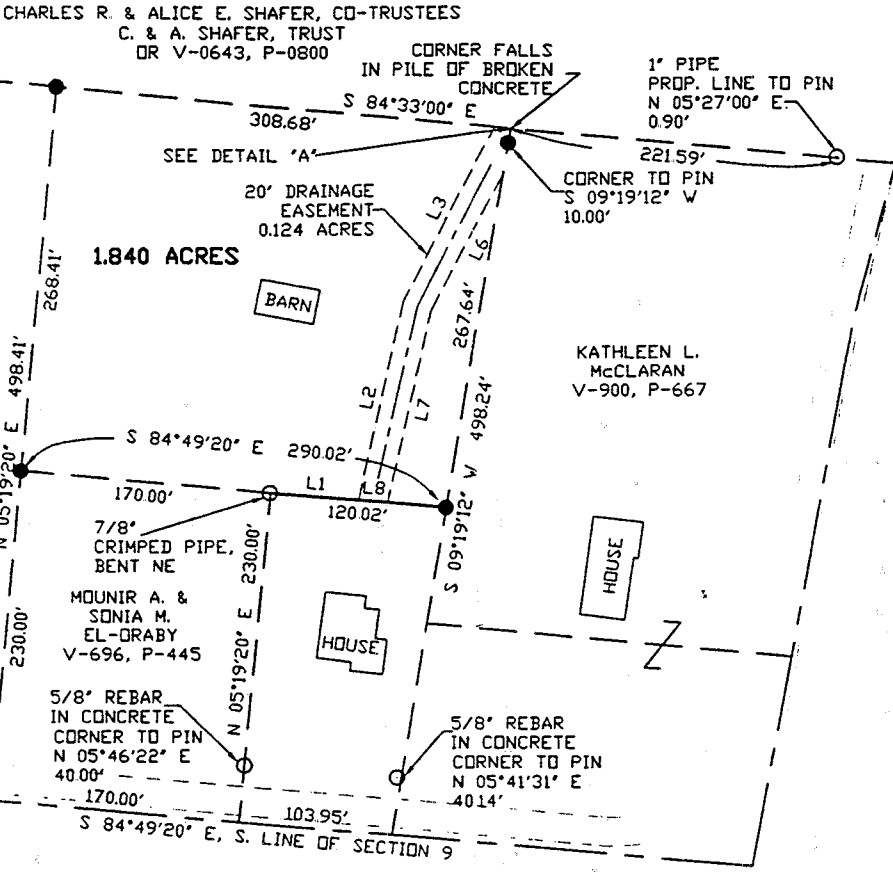 CHARLES R. & ALICE E. SHAFER, CO-TRUSTEES
C. & A. SHAFER, TRUST
OR V-0643, P-0800
CORNER FALLS
IN PILE OF BROKEN
CONCRETE
1" PIPE
PROP. LINE TO PIN
N 05°27'00" E
0.90'
S 84°33'00" E
308.68'
221.59'
SEE DETAIL "A"
CORNER TO PIN
S 09°19'12" W
10.00'
20' DRAINAGE
EASEMENT
0.124 ACRES
L3
L6
1.840 ACRES
268.41'
BARN
267.64'
KATHLEEN L.
McCLARAN
V-900, P-667
498.41'
L2
L7
498.24'
S 84°49'20" E 290.02'
N 05°19'20" E
L1
L8
170.00'
120.02'
S 09°19'12" W
7/8"
CRIMPED PIPE,
BENT NE
230.00'
HOUSE
MOUNIR A. &
SONIA M.
EL-ORABY
V-696, P-445
230.00'
N 05°19'20" E
HOUSE
5/8" REBAR
IN CONCRETE
CORNER TO PIN
N 05°46'22" E
40.00'
5/8" REBAR
IN CONCRETE
CORNER TO PIN
N 05°41'31" E
40.14'
170.00'
103.95'
S 84°49'20" E, S. LINE OF SECTION 9